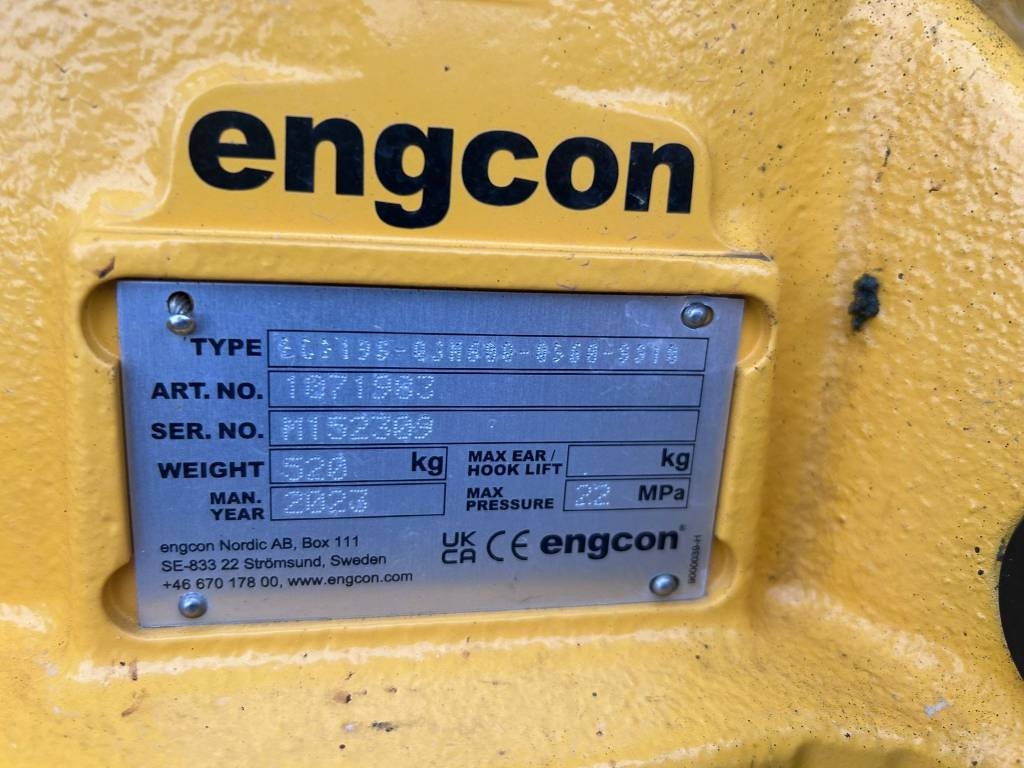 engcon
TYPE
ART. NO. 1071983
SER. NO. M152309
WEIGHT 520 kg
MAX EAR / HOOK LIFT kg
MAN. YEAR 2023
MAX PRESSURE 22 MPa
engcon Nordic AB, Box 111
SE-833 22 Strömsund, Sweden
+46 670 178 00, www.engcon.com
UK CA CE engcon®
9000039-H